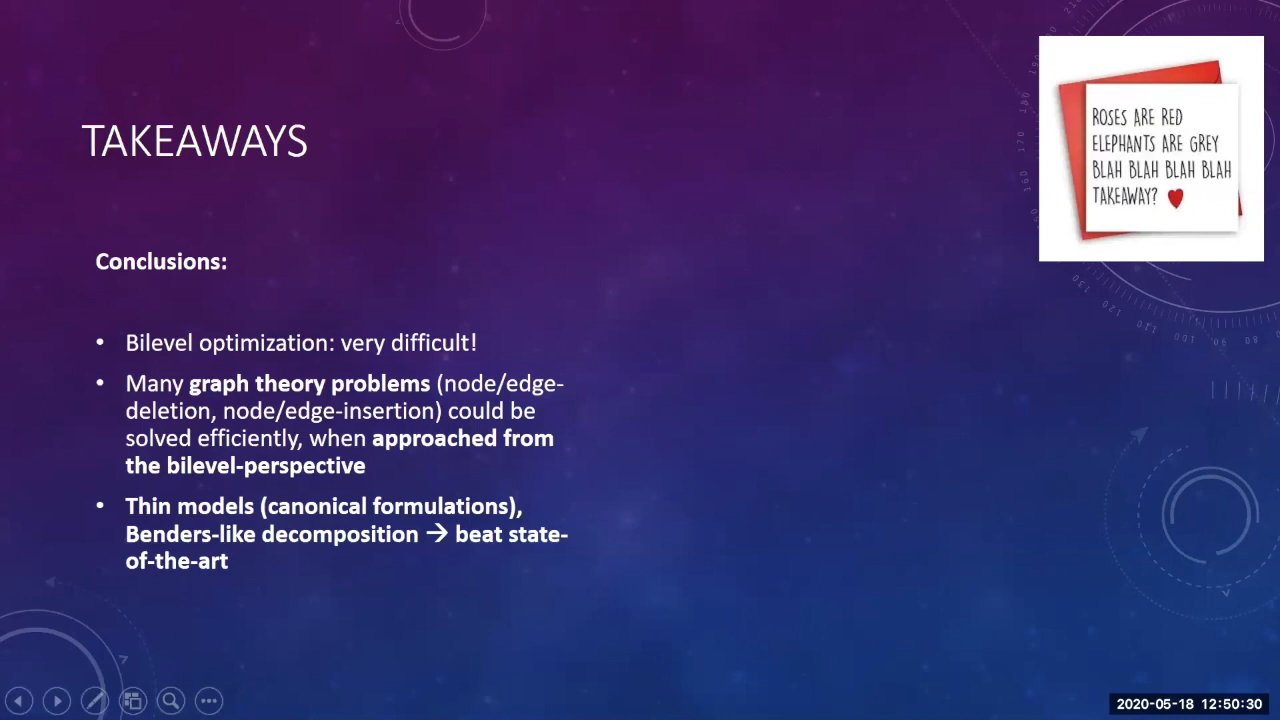 TAKEAWAYS
ROSES ARE RED
ELEPHANTS ARE GREY
BLAH BLAH BLAH BLAH
TAKEAWAY?
Conclusions:
• Bilevel optimization: very difficult!
• Many graph theory problems (node/edge-
deletion, node/edge-insertion) could be
solved efficiently, when approached from
the bilevel-perspective
• Thin models (canonical formulations),
Benders-like decomposition → beat state-
of-the-art
2020-05-18 12:50:30